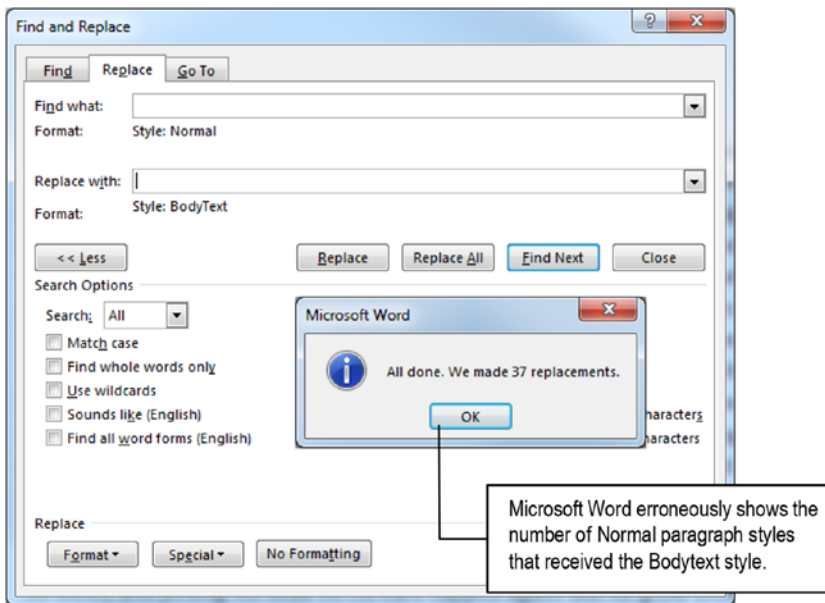 Find and Replace
Find Replace Go To
Find what:
Format: Style: Normal
Replace with:
Format: Style: BodyText
<< Less Replace Replace All Find Next Close
Search Options
Search: All
Match case
Find whole words only
Use wildcards
Sounds like (English)
Find all word forms (English)
Microsoft Word
All done. We made 37 replacements.
OK
haracters
haracters
Microsoft Word erroneously shows the
number of Normal paragraph styles
that received the Bodytext style.
Replace
Format Special No Formatting